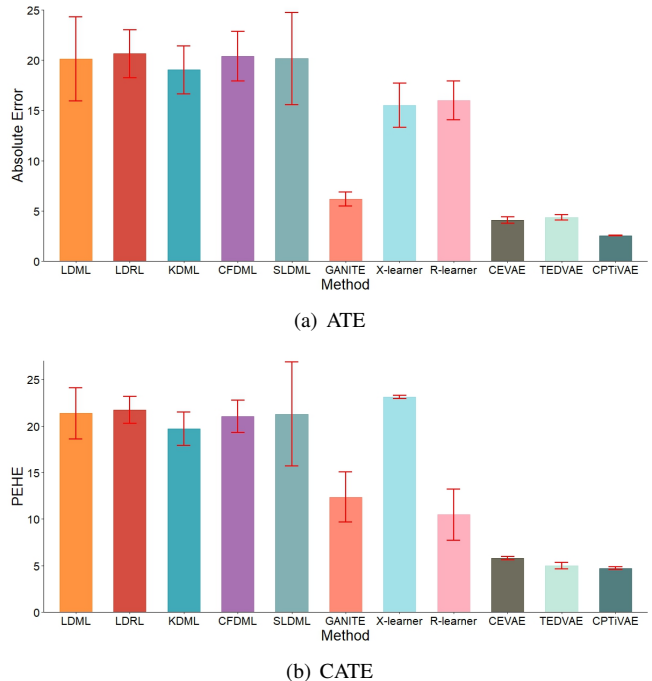 25
20
15
10
5
0
Absolute Error
LDML LDRL KDML CFDML SLDML GANITE X-learner R-learner CEVAE TEDVAE CPTiVAE
Method
(a) ATE
25
20
15
10
5
0
PEHE
LDML LDRL KDML CFDML SLDML GANITE X-learner R-learner CEVAE TEDVAE CPTiVAE
Method
(b) CATE